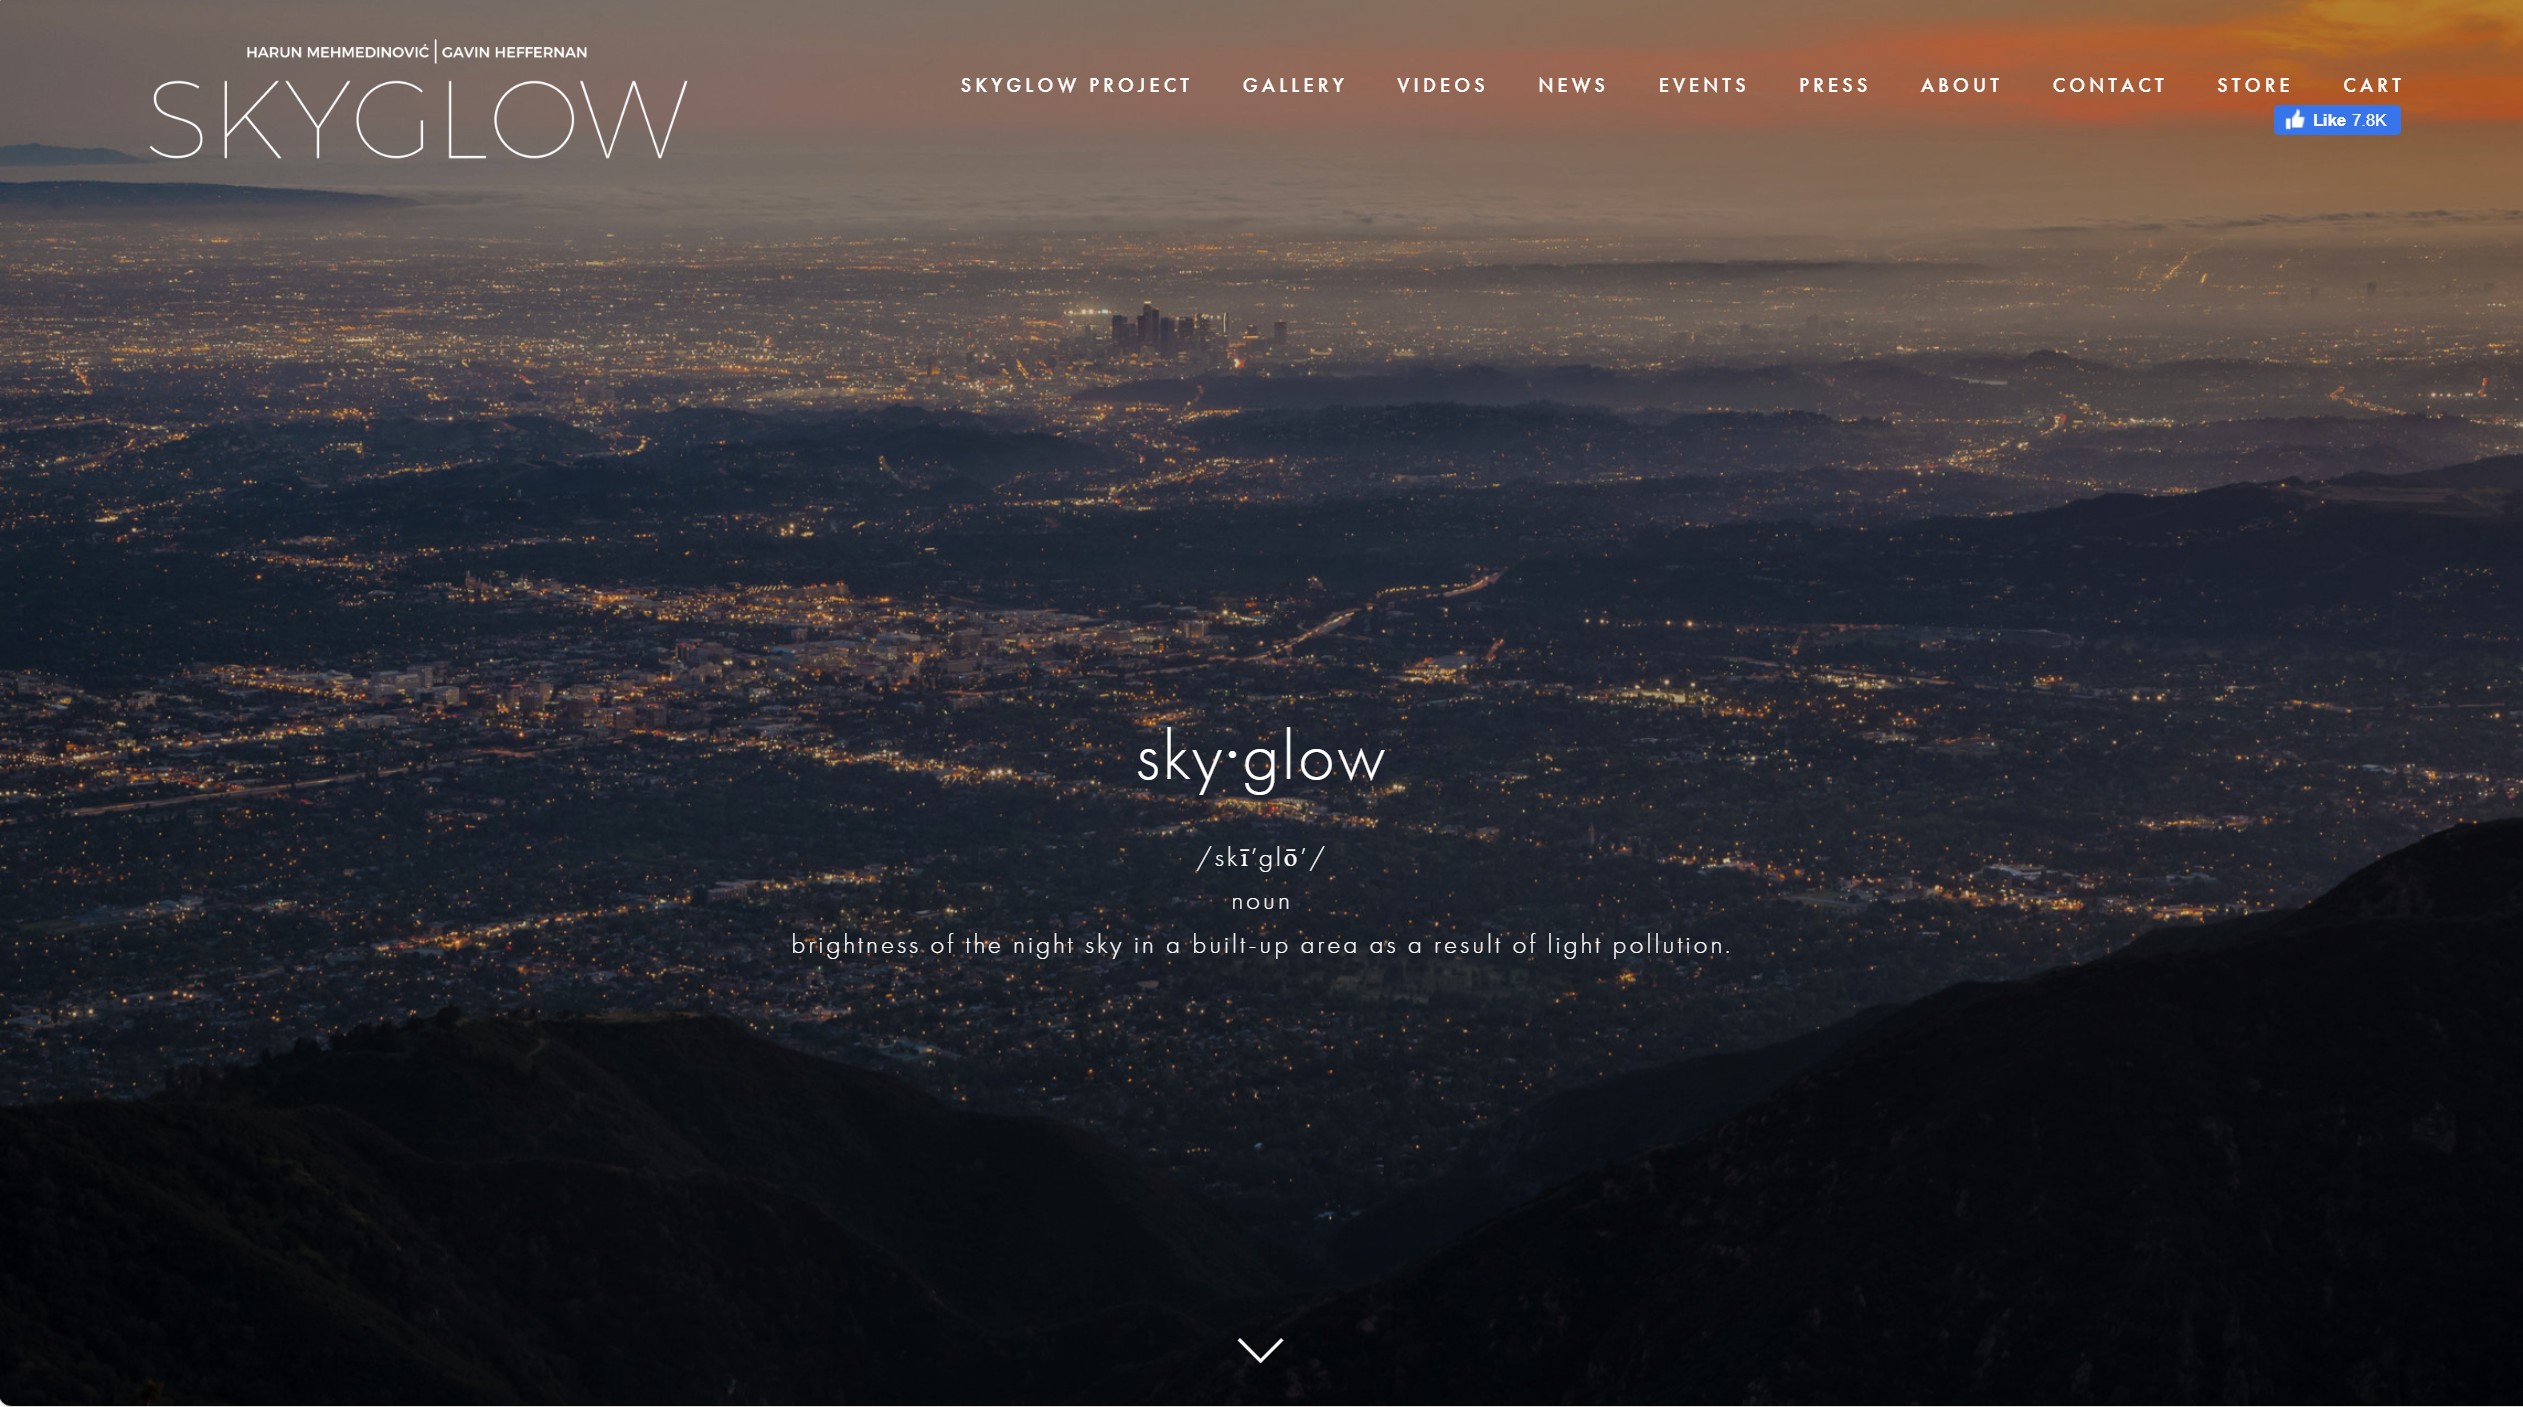 HARUN MEHMEDINOVIĆ | GAVIN HEFFERNAN
SKYGLOW
SKYGLOW PROJECT GALLERY VIDEOS NEWS EVENTS PRESS ABOUT CONTACT STORE CART
Like 7.8K
sky·glow
/skī′glō′/
noun
brightness of the night sky in a built-up area as a result of light pollution.